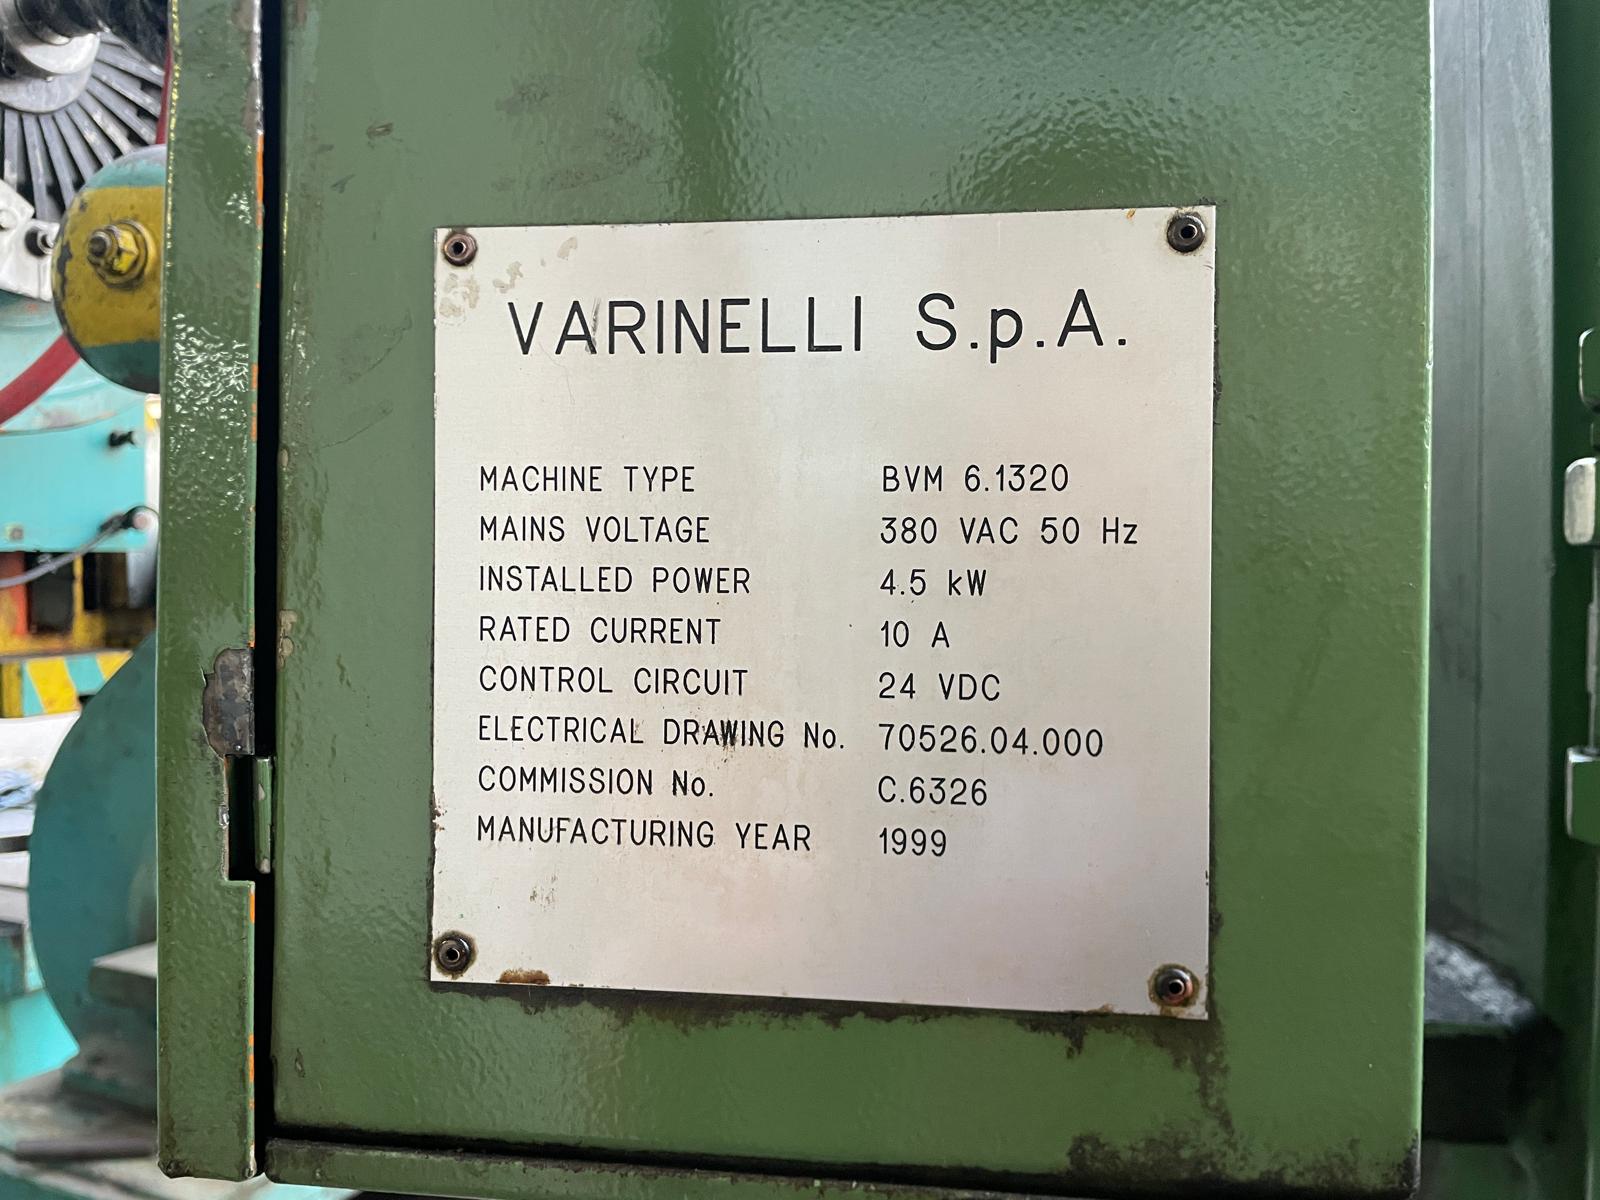 VARINELLI S.p.A.
MACHINE TYPE BVM 6.1320
MAINS VOLTAGE 380 VAC 50 Hz
INSTALLED POWER 4.5 kW
RATED CURRENT 10 A
CONTROL CIRCUIT 24 VDC
ELECTRICAL DRAWING No. 70526.04.000
COMMISSION No. C.6326
MANUFACTURING YEAR 1999